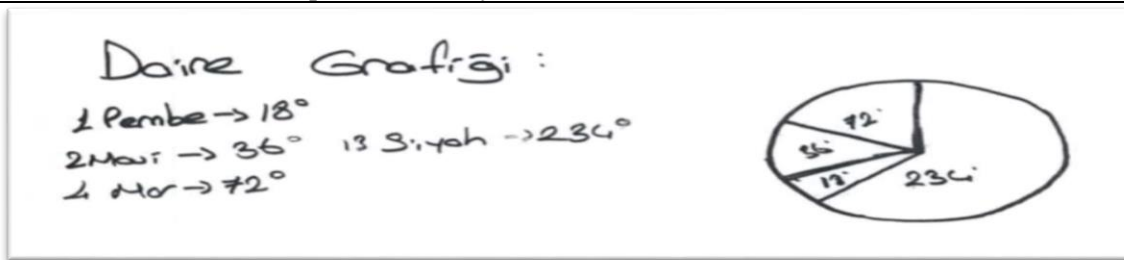 Daire Grafiği :
1 Pembe → 18°
2 Mavi → 36° 13 Siyah → 234°
4 Mor → 72°
72°
36°
18°
234°